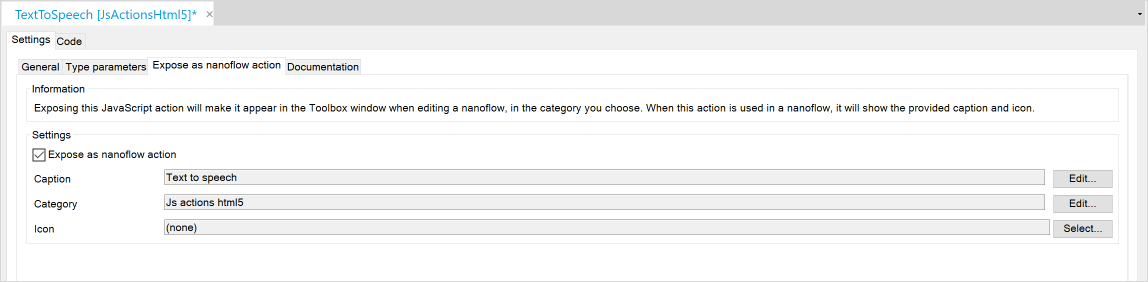 TextToSpeech [JsActionsHtml5]* ×
Settings Code
General Type parameters Expose as nanoflow action Documentation
Information
Exposing this JavaScript action will make it appear in the Toolbox window when editing a nanoflow, in the category you choose. When this action is used in a nanoflow, it will show the provided caption and icon.
Settings
Expose as nanoflow action
Caption Text to speech Edit...
Category Js actions html5 Edit...
Icon (none) Select...